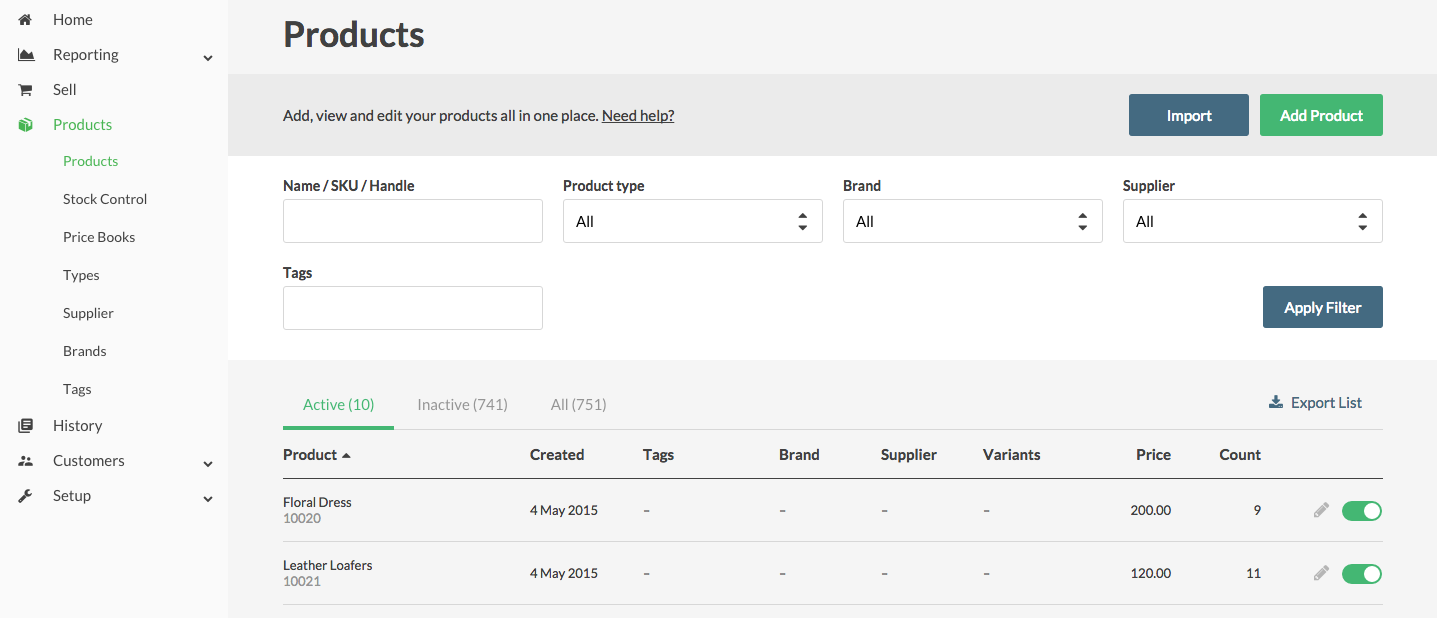 Home
Reporting
Sell
Products
Products
Stock Control
Price Books
Types
Supplier
Brands
Tags
History
Customers
Setup
Products
Add, view and edit your products all in one place. Need help?
Import
Add Product
Name / SKU / Handle
Product type
Brand
Supplier
All
All
All
Tags
Apply Filter
Active (10)
Inactive (741)
All (751)
Export List
Product Created Tags Brand Supplier Variants Price Count
Floral Dress
10020
4 May 2015 – – – – 200.00 9
Leather Loafers
10021
4 May 2015 – – – – 120.00 11